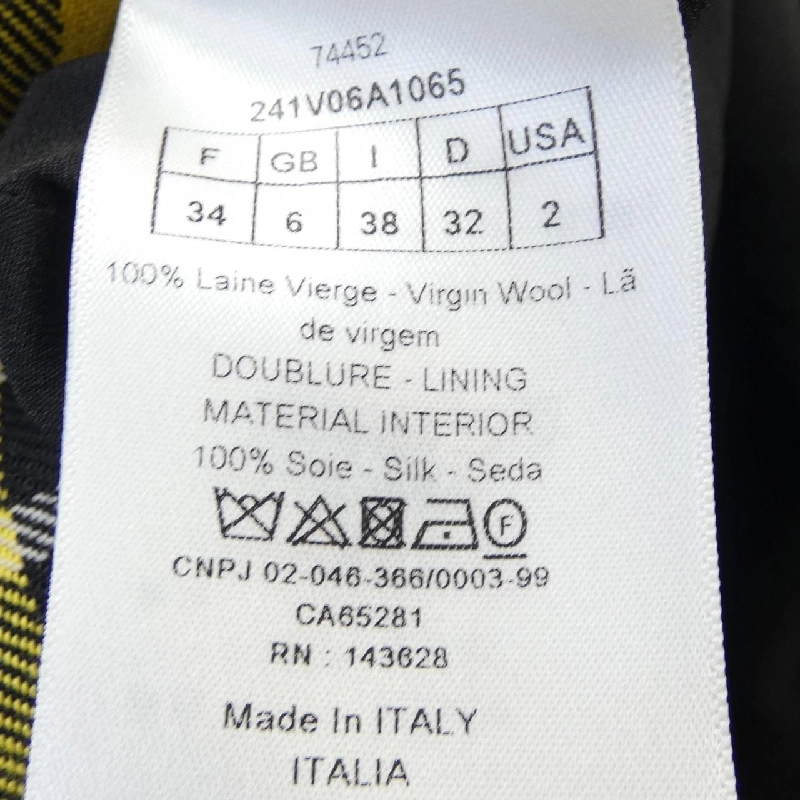 74452
241V06A1065
F GB I D USA
34 6 38 32 2
100% Laine Vierge - Virgin Wool - Lã
de virgem
DOUBLURE - LINING
MATERIAL INTERIOR
100% Soie - Silk - Seda
F
CNPJ 02-046-366/0003-99
CA65281
RN : 143628
Made In ITALY
ITALIA